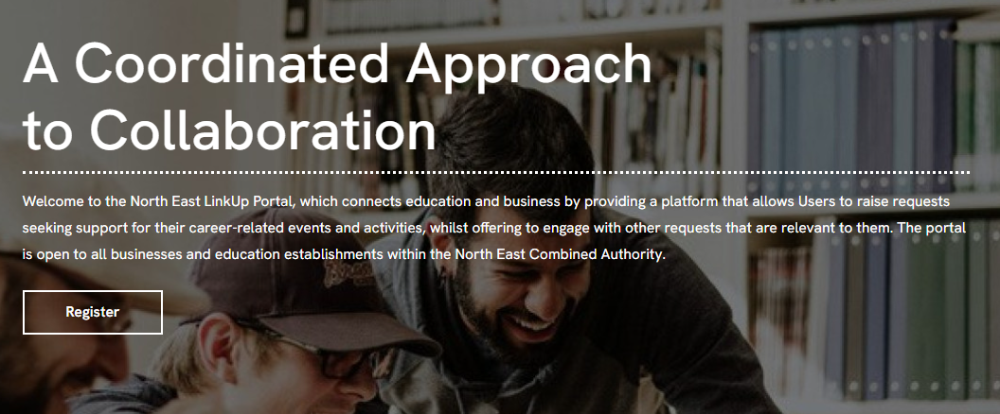 A Coordinated Approach
to Collaboration
Welcome to the North East LinkUp Portal, which connects education and business by providing a platform that allows Users to raise requests
seeking support for their career-related events and activities, whilst offering to engage with other requests that are relevant to them. The portal
is open to all businesses and education establishments within the North East Combined Authority.
Register